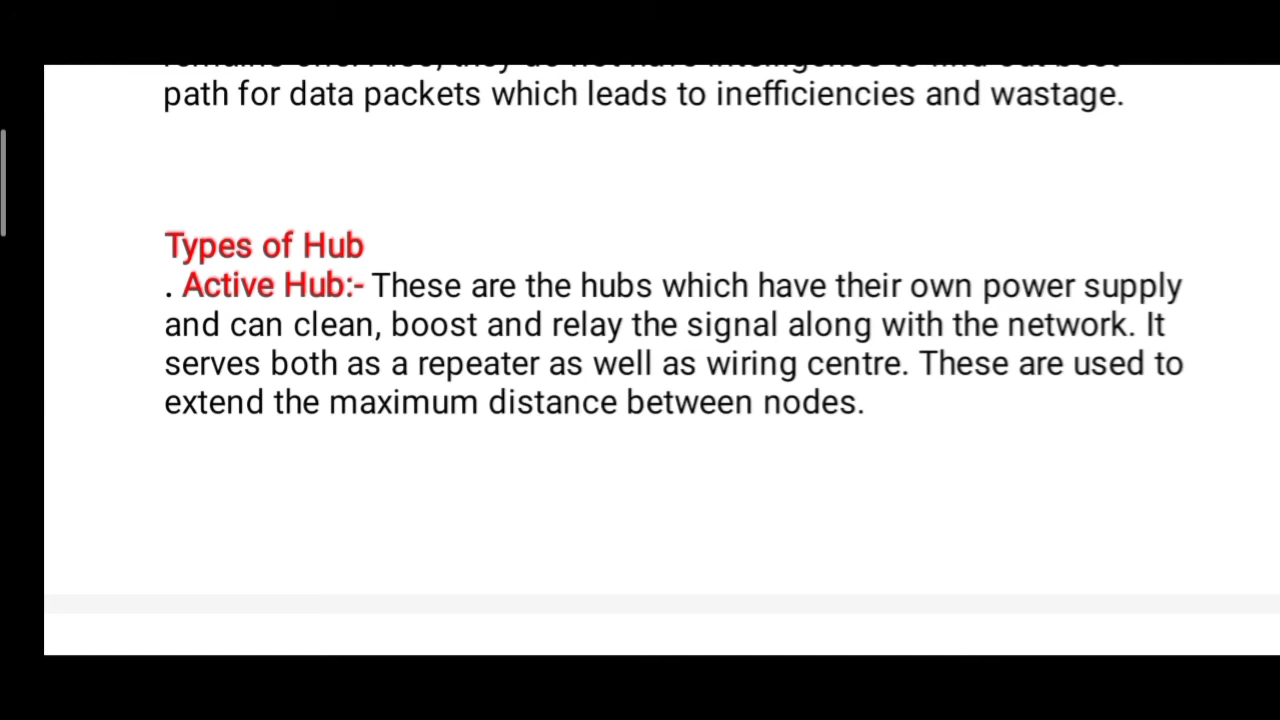 path for data packets which leads to inefficiencies and wastage.
Types of Hub
. Active Hub:- These are the hubs which have their own power supply
and can clean, boost and relay the signal along with the network. It
serves both as a repeater as well as wiring centre. These are used to
extend the maximum distance between nodes.